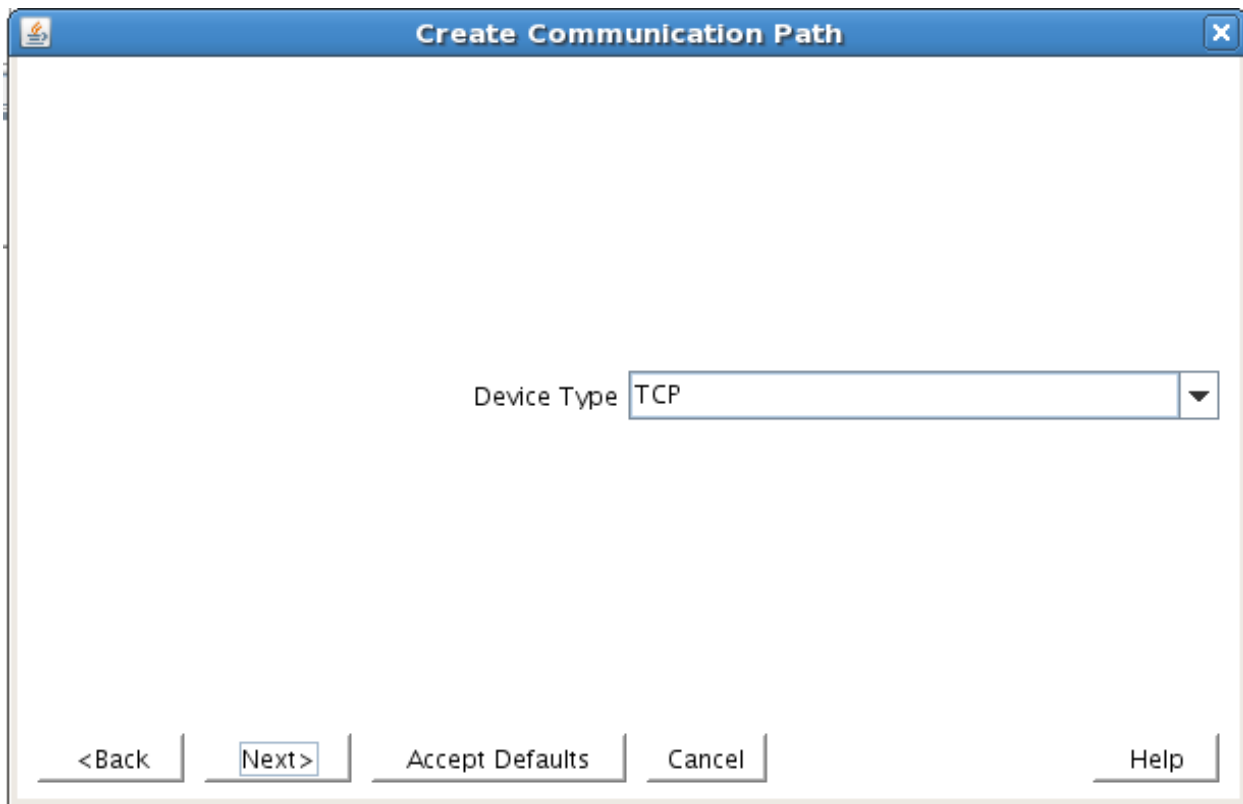 Create Communication Path
Device Type TCP
<Back Next> Accept Defaults Cancel Help